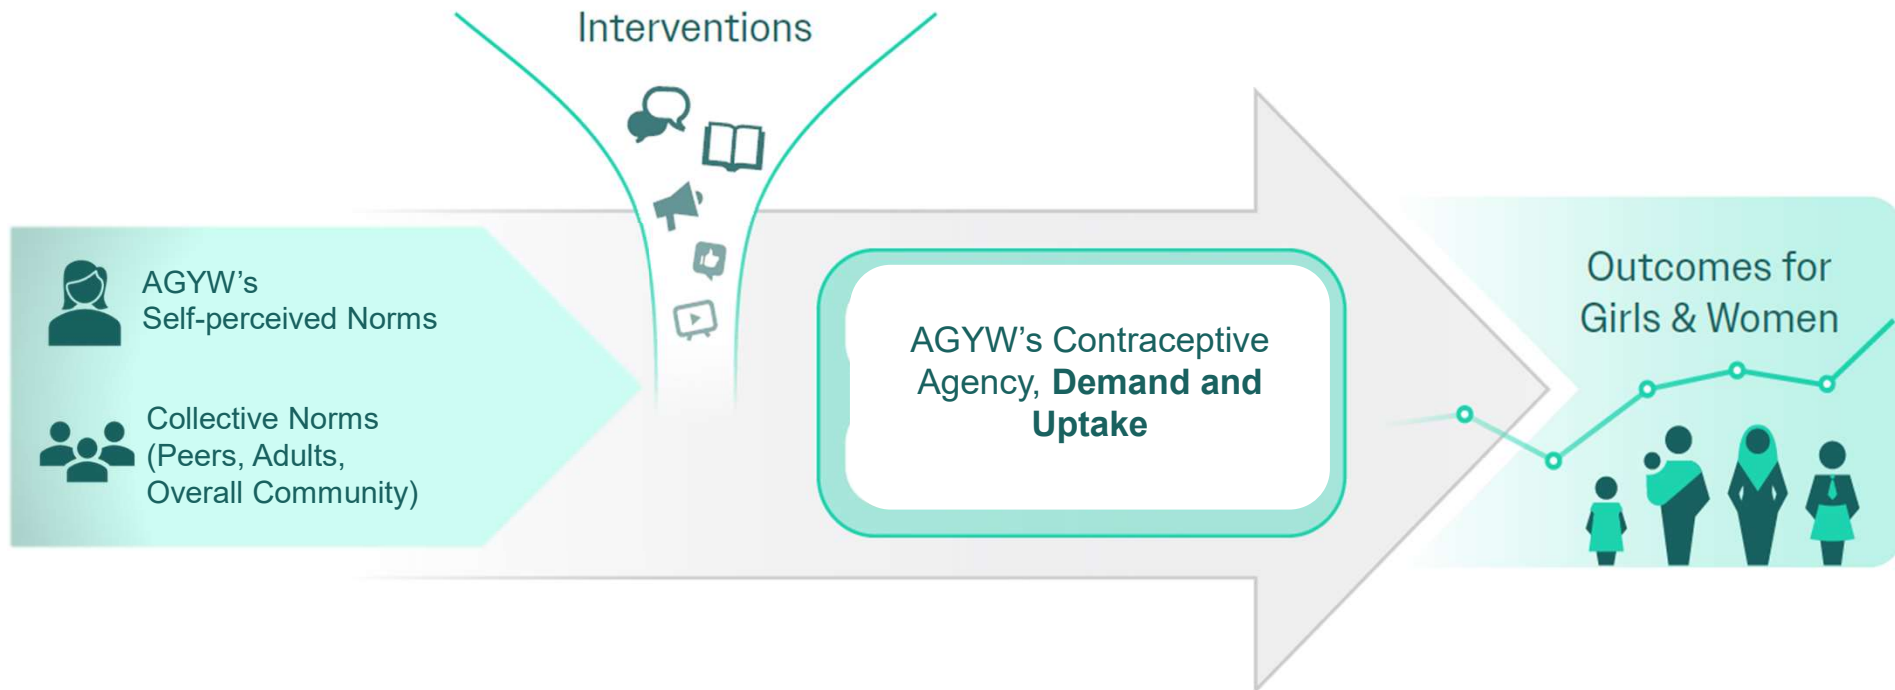 Interventions
AGYW’s
Self-perceived Norms
Collective Norms
(Peers, Adults,
Overall Community)
AGYW’s Contraceptive
Agency, Demand and
Uptake
Outcomes for
Girls & Women